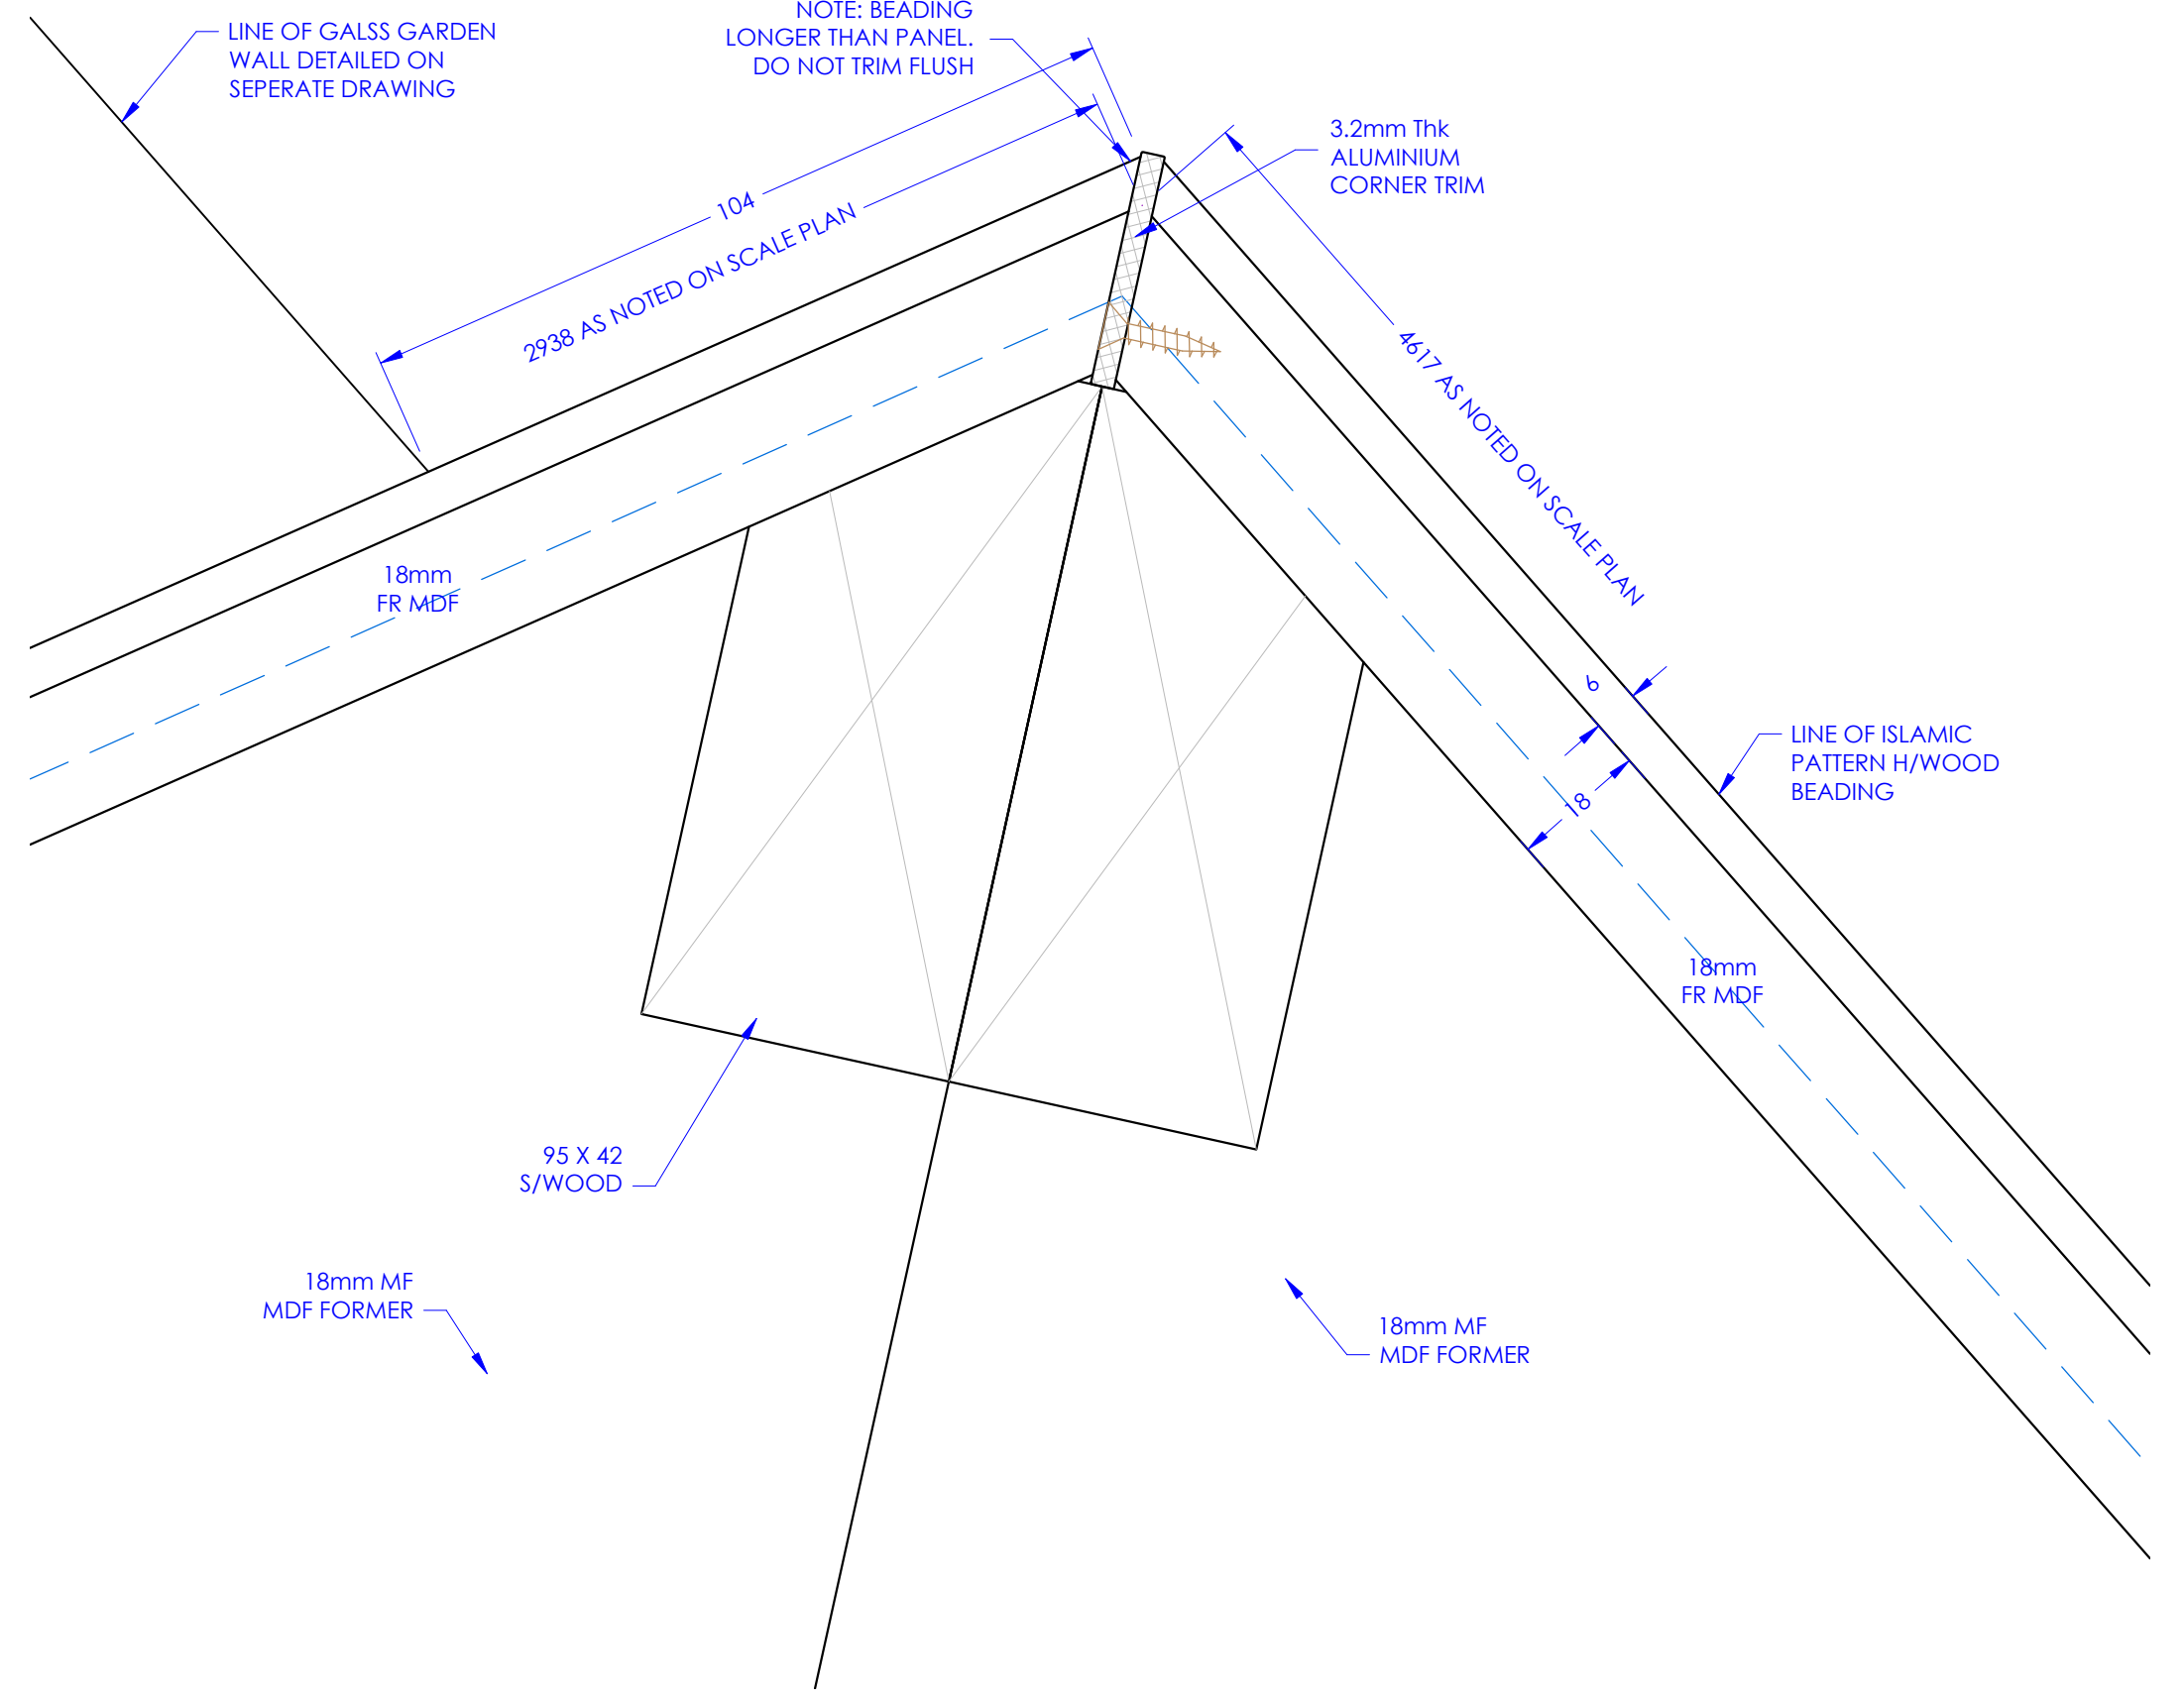 LINE OF GALSS GARDEN
WALL DETAILED ON
SEPERATE DRAWING
NOTE: BEADING
LONGER THAN PANEL.
DO NOT TRIM FLUSH
3.2mm Thk
ALUMINIUM
CORNER TRIM
104
2938 AS NOTED ON SCALE PLAN
4617 AS NOTED ON SCALE PLAN
18mm
FR MDF
6
18
LINE OF ISLAMIC
PATTERN H/WOOD
BEADING
18mm
FR MDF
95 X 42
S/WOOD
18mm MF
MDF FORMER
18mm MF
MDF FORMER